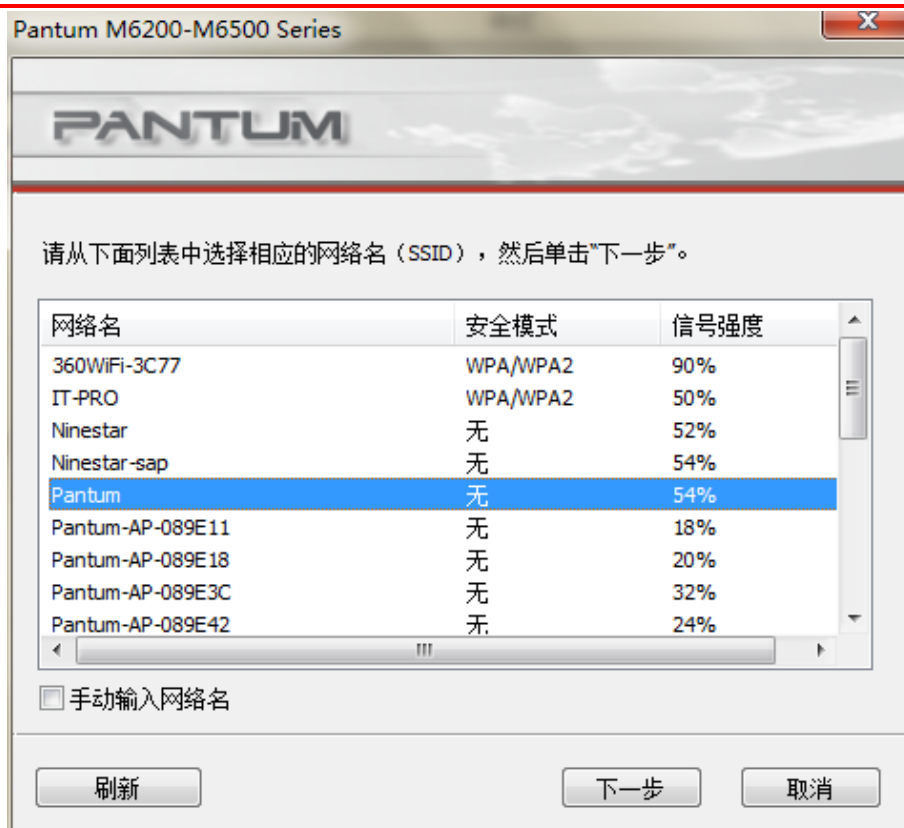 Pantum M6200-M6500 Series
PANTUM
请从下面列表中选择相应的网络名（SSID），然后单击"下一步"。
网络名 安全模式 信号强度
360WiFi-3C77 WPA/WPA2 90%
IT-PRO WPA/WPA2 50%
Ninestar 无 52%
Ninestar-sap 无 54%
Pantum 无 54%
Pantum-AP-089E11 无 18%
Pantum-AP-089E18 无 20%
Pantum-AP-089E3C 无 32%
Pantum-AP-089E42 无 24%
手动输入网络名
刷新 下一步 取消